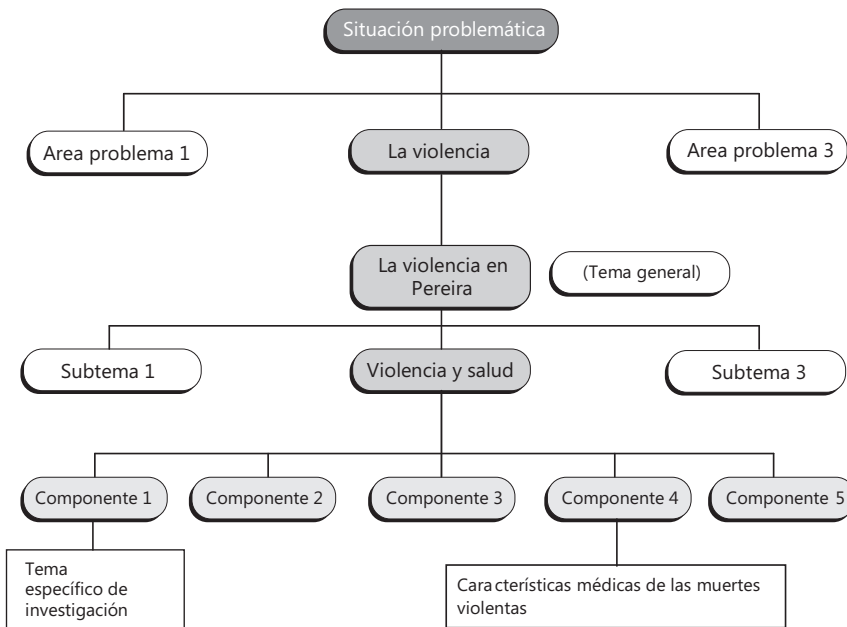 Situación problemática
Area problema 1
La violencia
Area problema 3
La violencia en
Pereira
(Tema general)
Subtema 1
Violencia y salud
Subtema 3
Componente 1
Componente 2
Componente 3
Componente 4
Componente 5
Tema
específico de
investigación
Cara cterísticas médicas de las muertes
violentas